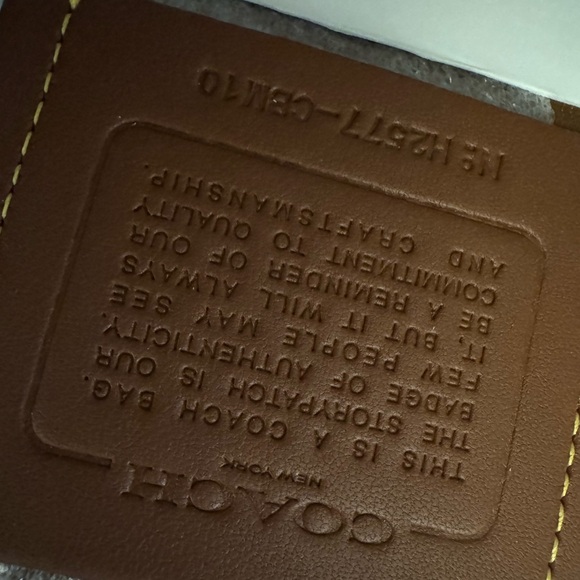 COACH
NEW YORK
THIS IS A COACH BAG.
THE STORYPATCH IS OUR
BADGE OF AUTHENTICITY.
FEW PEOPLE MAY SEE
IT, BUT IT WILL ALWAYS
BE A REMINDER OF OUR
COMMITMENT TO QUALITY
AND CRAFTSMANSHIP.
Nº H2577-CBM10